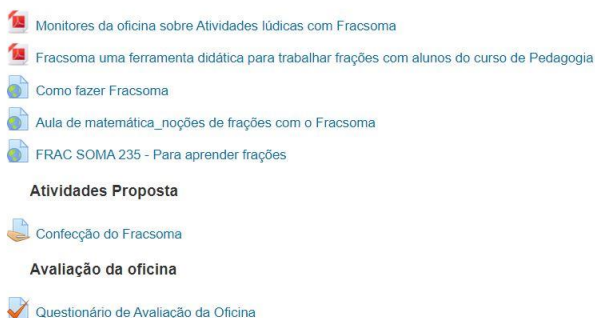 Monitores da oficina sobre Atividades lúdicas com Fracsoma
Fracsoma uma ferramenta didática para trabalhar frações com alunos do curso de Pedagogia
Como fazer Fracsoma
Aula de matemática_noções de frações com o Fracsoma
FRAC SOMA 235 - Para aprender frações
Atividades Proposta
Confecção do Fracsoma
Avaliação da oficina
Questionário de Avaliação da Oficina